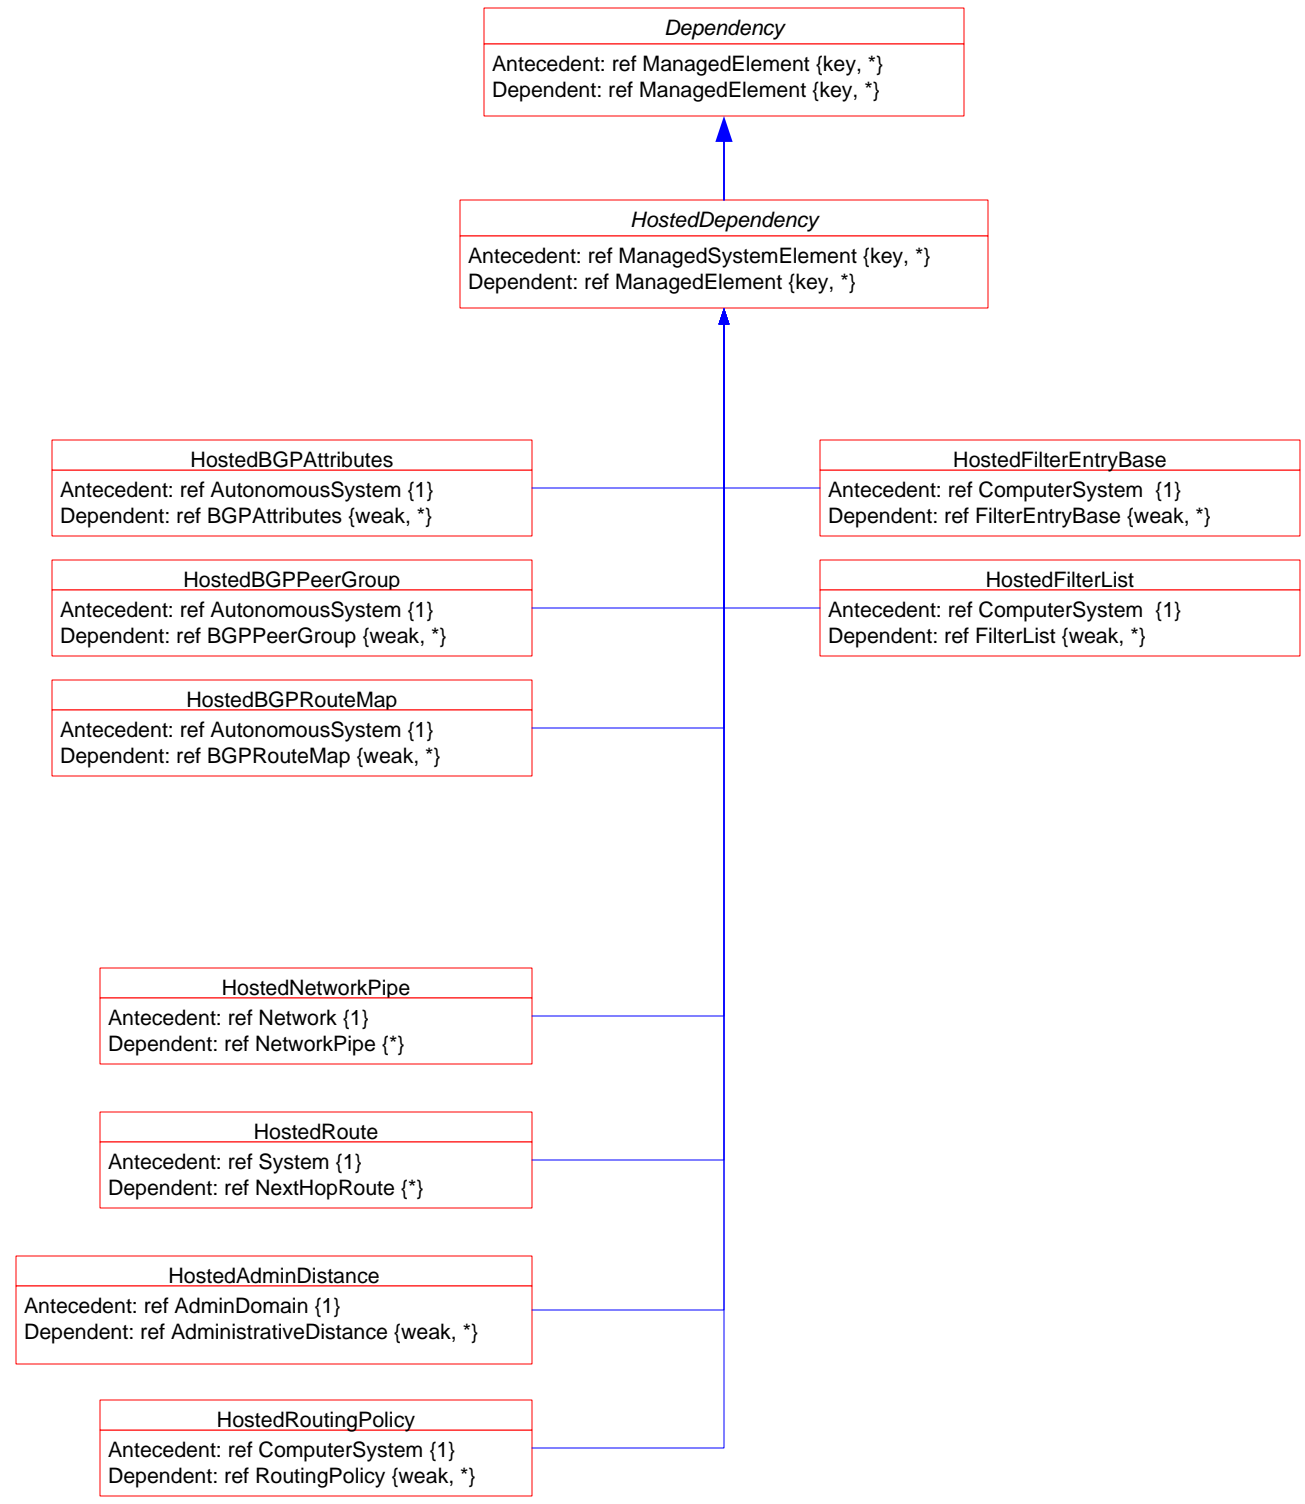 Dependency
Antecedent: ref ManagedElement {key, *}
Dependent: ref ManagedElement {key, *}
HostedDependency
Antecedent: ref ManagedSystemElement {key, *}
Dependent: ref ManagedElement {key, *}
HostedBGPAttributes
Antecedent: ref AutonomousSystem {1}
Dependent: ref BGPAttributes {weak, *}
HostedFilterEntryBase
Antecedent: ref ComputerSystem  {1}
Dependent: ref FilterEntryBase {weak, *}
HostedBGPPeerGroup
Antecedent: ref AutonomousSystem {1}
Dependent: ref BGPPeerGroup {weak, *}
HostedFilterList
Antecedent: ref ComputerSystem  {1}
Dependent: ref FilterList {weak, *}
HostedBGPRouteMap
Antecedent: ref AutonomousSystem {1}
Dependent: ref BGPRouteMap {weak, *}
HostedNetworkPipe
Antecedent: ref Network {1}
Dependent: ref NetworkPipe {*}
HostedRoute
Antecedent: ref System {1}
Dependent: ref NextHopRoute {*}
HostedAdminDistance
Antecedent: ref AdminDomain {1}
Dependent: ref AdministrativeDistance {weak, *}
HostedRoutingPolicy
Antecedent: ref ComputerSystem {1}
Dependent: ref RoutingPolicy {weak, *}